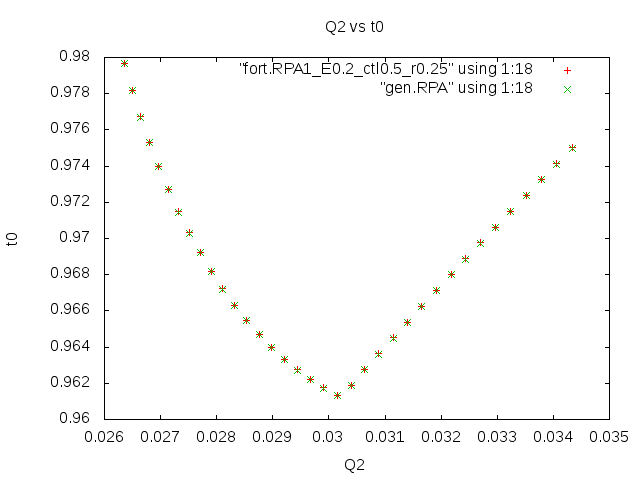 Q2 vs t0
"fort.RPA1_E0.2_ctl0.5_r0.25" using 1:18
"gen.RPA" using 1:18
0.98
0.978
0.976
0.974
0.972
0.97
0.968
0.966
0.964
0.962
0.96
t0
0.026 0.027 0.028 0.029 0.03 0.031 0.032 0.033 0.034 0.035
Q2